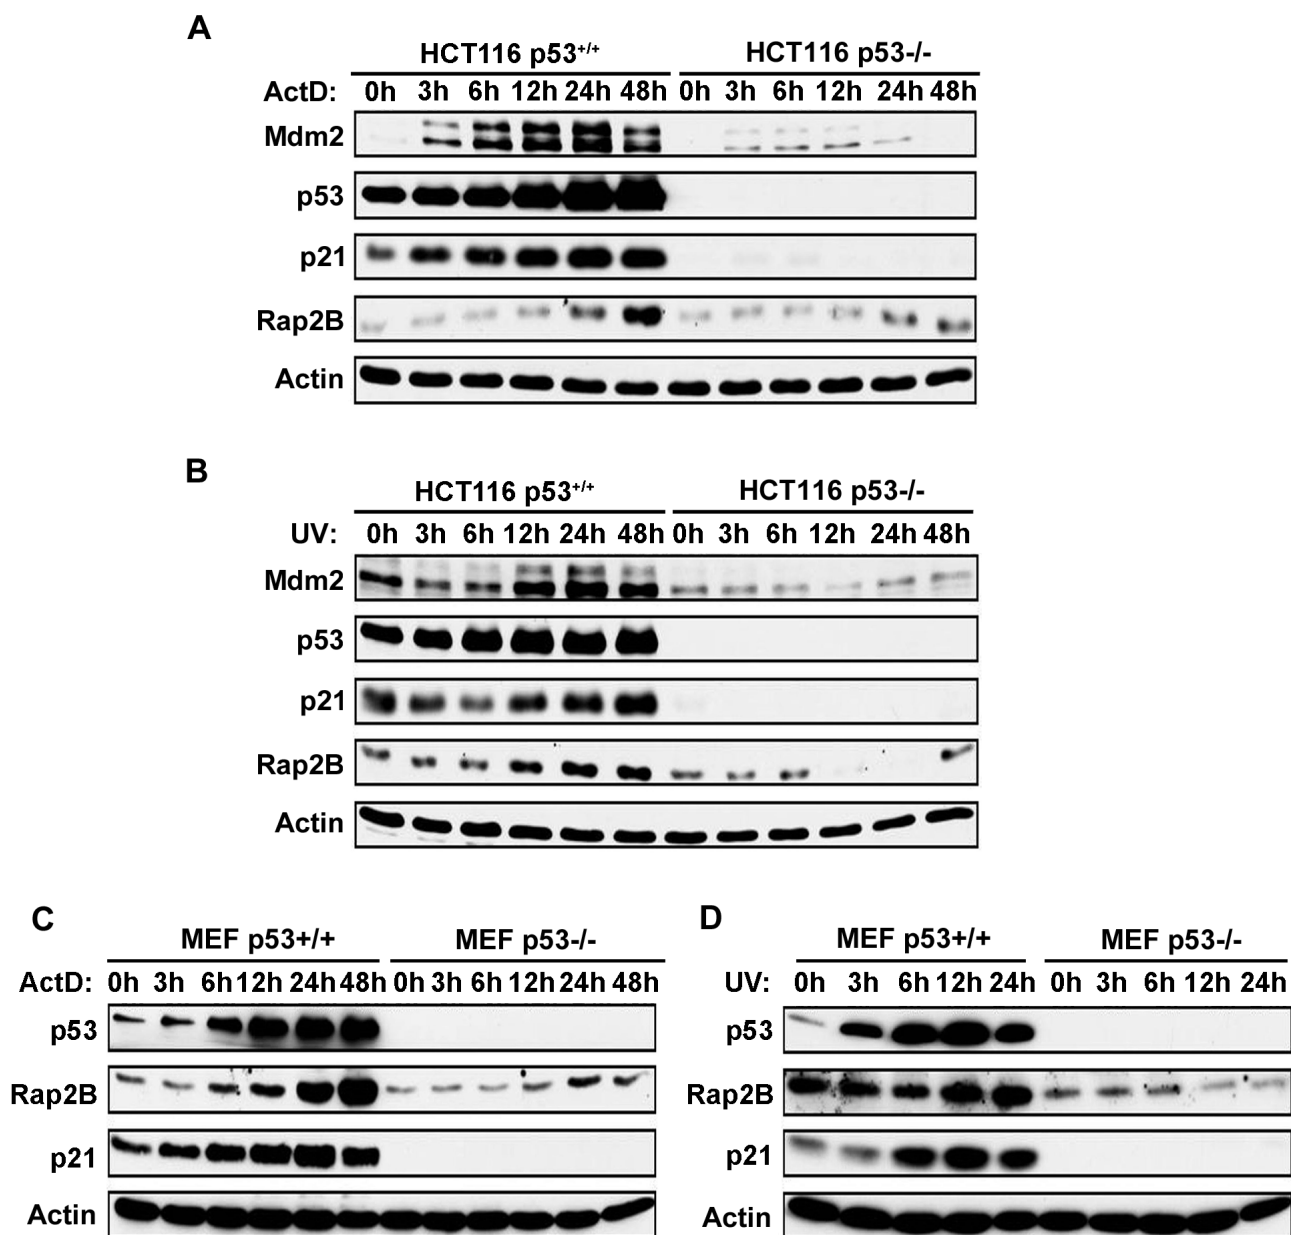 A
HCT116 p53+/+ HCT116 p53-/-
ActD: 0h 3h 6h 12h 24h 48h 0h 3h 6h 12h 24h 48h
Mdm2
p53
p21
Rap2B
Actin
B
HCT116 p53+/+ HCT116 p53-/-
UV: 0h 3h 6h 12h 24h 48h 0h 3h 6h 12h 24h 48h
Mdm2
p53
p21
Rap2B
Actin
C
MEF p53+/+ MEF p53-/-
ActD: 0h 3h 6h 12h 24h 48h 0h 3h 6h 12h 24h 48h
p53
Rap2B
p21
Actin
D
MEF p53+/+ MEF p53-/-
UV: 0h 3h 6h 12h 24h 0h 3h 6h 12h 24h
p53
Rap2B
p21
Actin